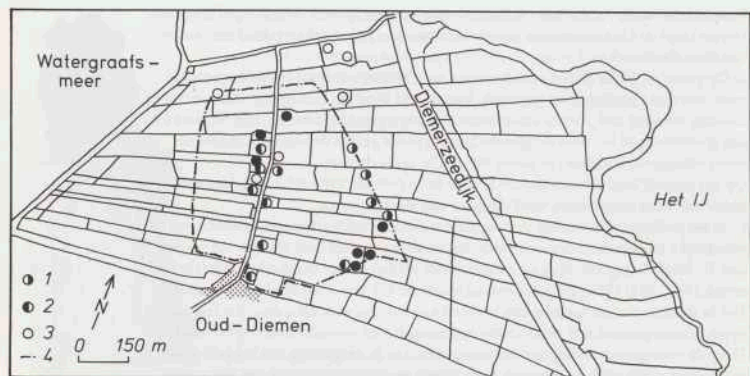 Watergraafs-
meer
Diemerzeedijk
Het IJ
1
2
3
4
N
0 150 m
Oud-Diemen